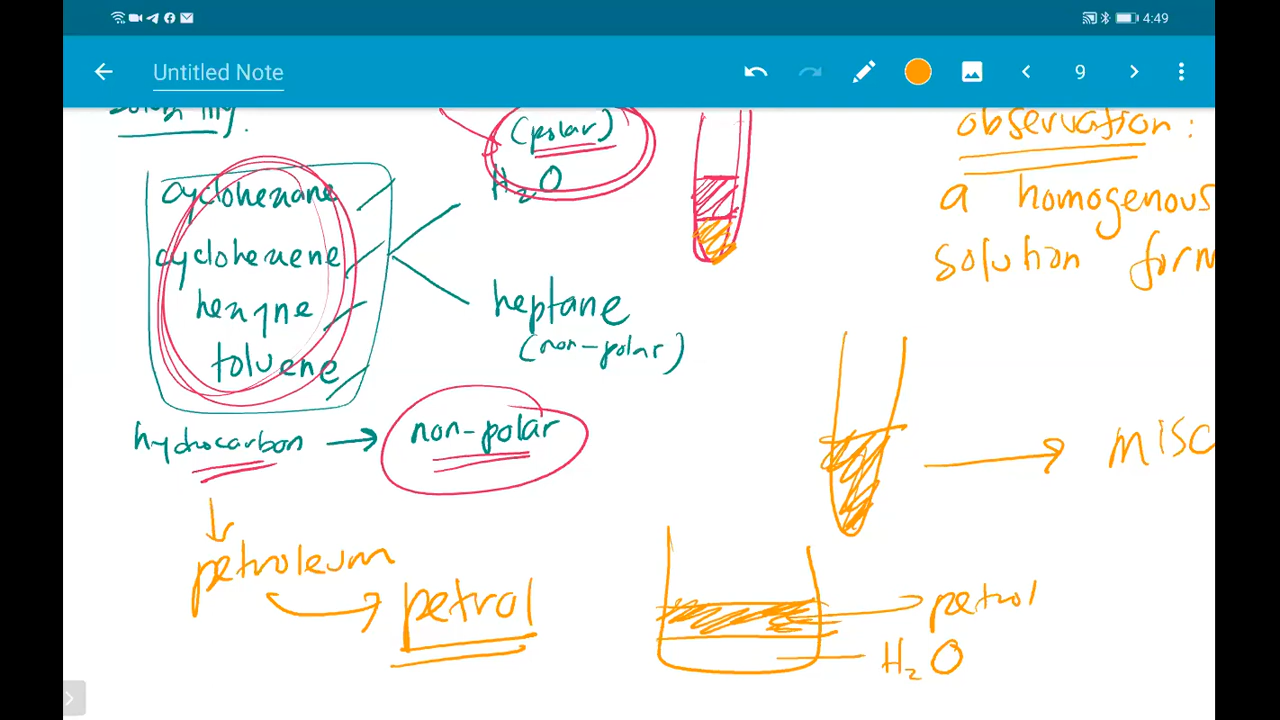 4:49
Untitled Note
9
(polar)
H₂O
cyclohexane
cyclohexene
hexyne
toluene
heptane
(non-polar)
hydrocarbon → non-polar
petroleum
petrol
observation:
a homogenous
solution form
misc
petrol
H₂O